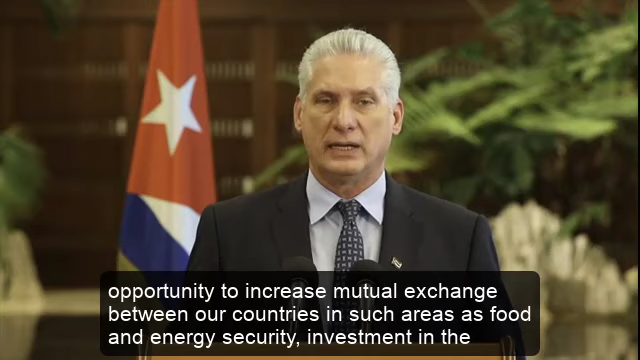 opportunity to increase mutual exchange
between our countries in such areas as food
and energy security, investment in the